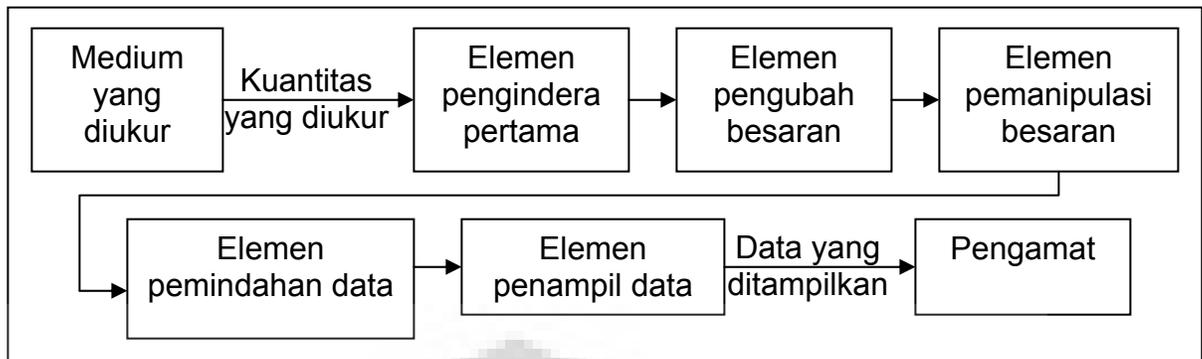 Medium
yang
diukur
Kuantitas
yang diukur
Elemen
pengindera
pertama
Elemen
pengubah
besaran
Elemen
pemanipulasi
besaran
Elemen
pemindahan data
Elemen
penampil data
Data yang
ditampilkan
Pengamat